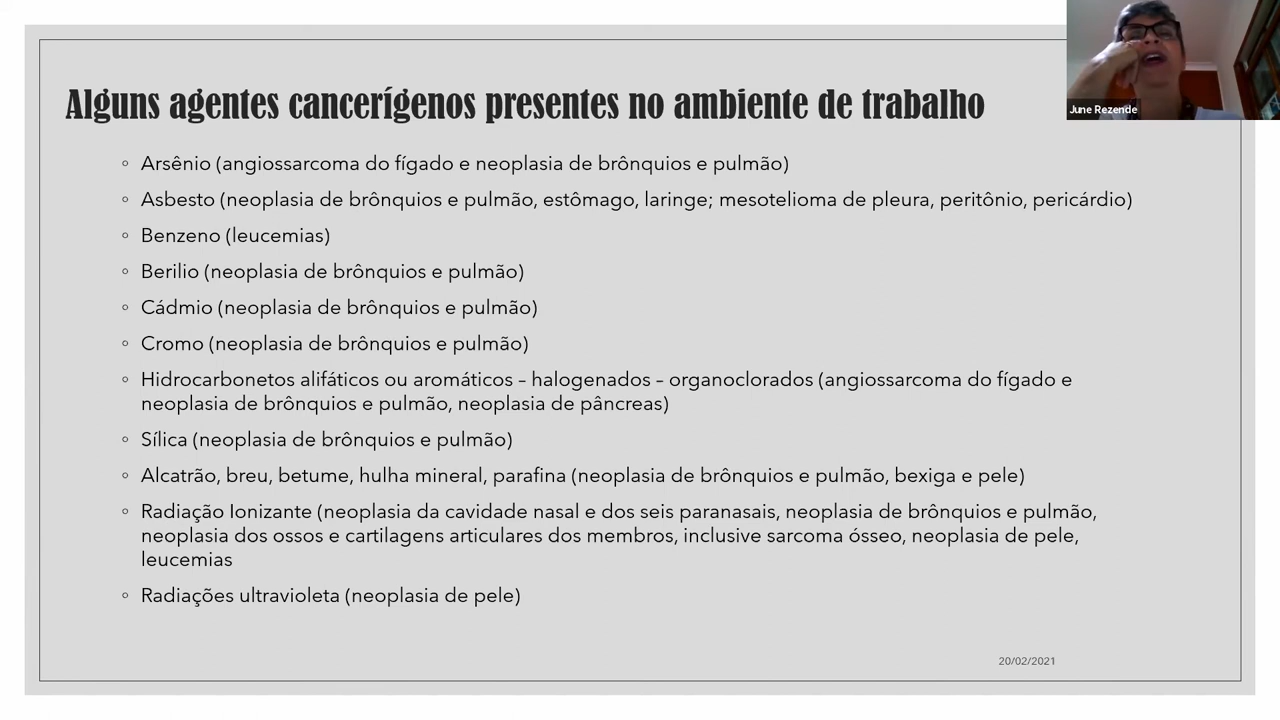 Alguns agentes cancerígenos presentes no ambiente de trabalho
June Rezende
◦ Arsênio (angiossarcoma do fígado e neoplasia de brônquios e pulmão)
◦ Asbesto (neoplasia de brônquios e pulmão, estômago, laringe; mesotelioma de pleura, peritônio, pericárdio)
◦ Benzeno (leucemias)
◦ Berilio (neoplasia de brônquios e pulmão)
◦ Cádmio (neoplasia de brônquios e pulmão)
◦ Cromo (neoplasia de brônquios e pulmão)
◦ Hidrocarbonetos alifáticos ou aromáticos – halogenados – organoclorados (angiossarcoma do fígado e
neoplasia de brônquios e pulmão, neoplasia de pâncreas)
◦ Sílica (neoplasia de brônquios e pulmão)
◦ Alcatrão, breu, betume, hulha mineral, parafina (neoplasia de brônquios e pulmão, bexiga e pele)
◦ Radiação Ionizante (neoplasia da cavidade nasal e dos seis paranasais, neoplasia de brônquios e pulmão,
neoplasia dos ossos e cartilagens articulares dos membros, inclusive sarcoma ósseo, neoplasia de pele,
leucemias
◦ Radiações ultravioleta (neoplasia de pele)
20/02/2021